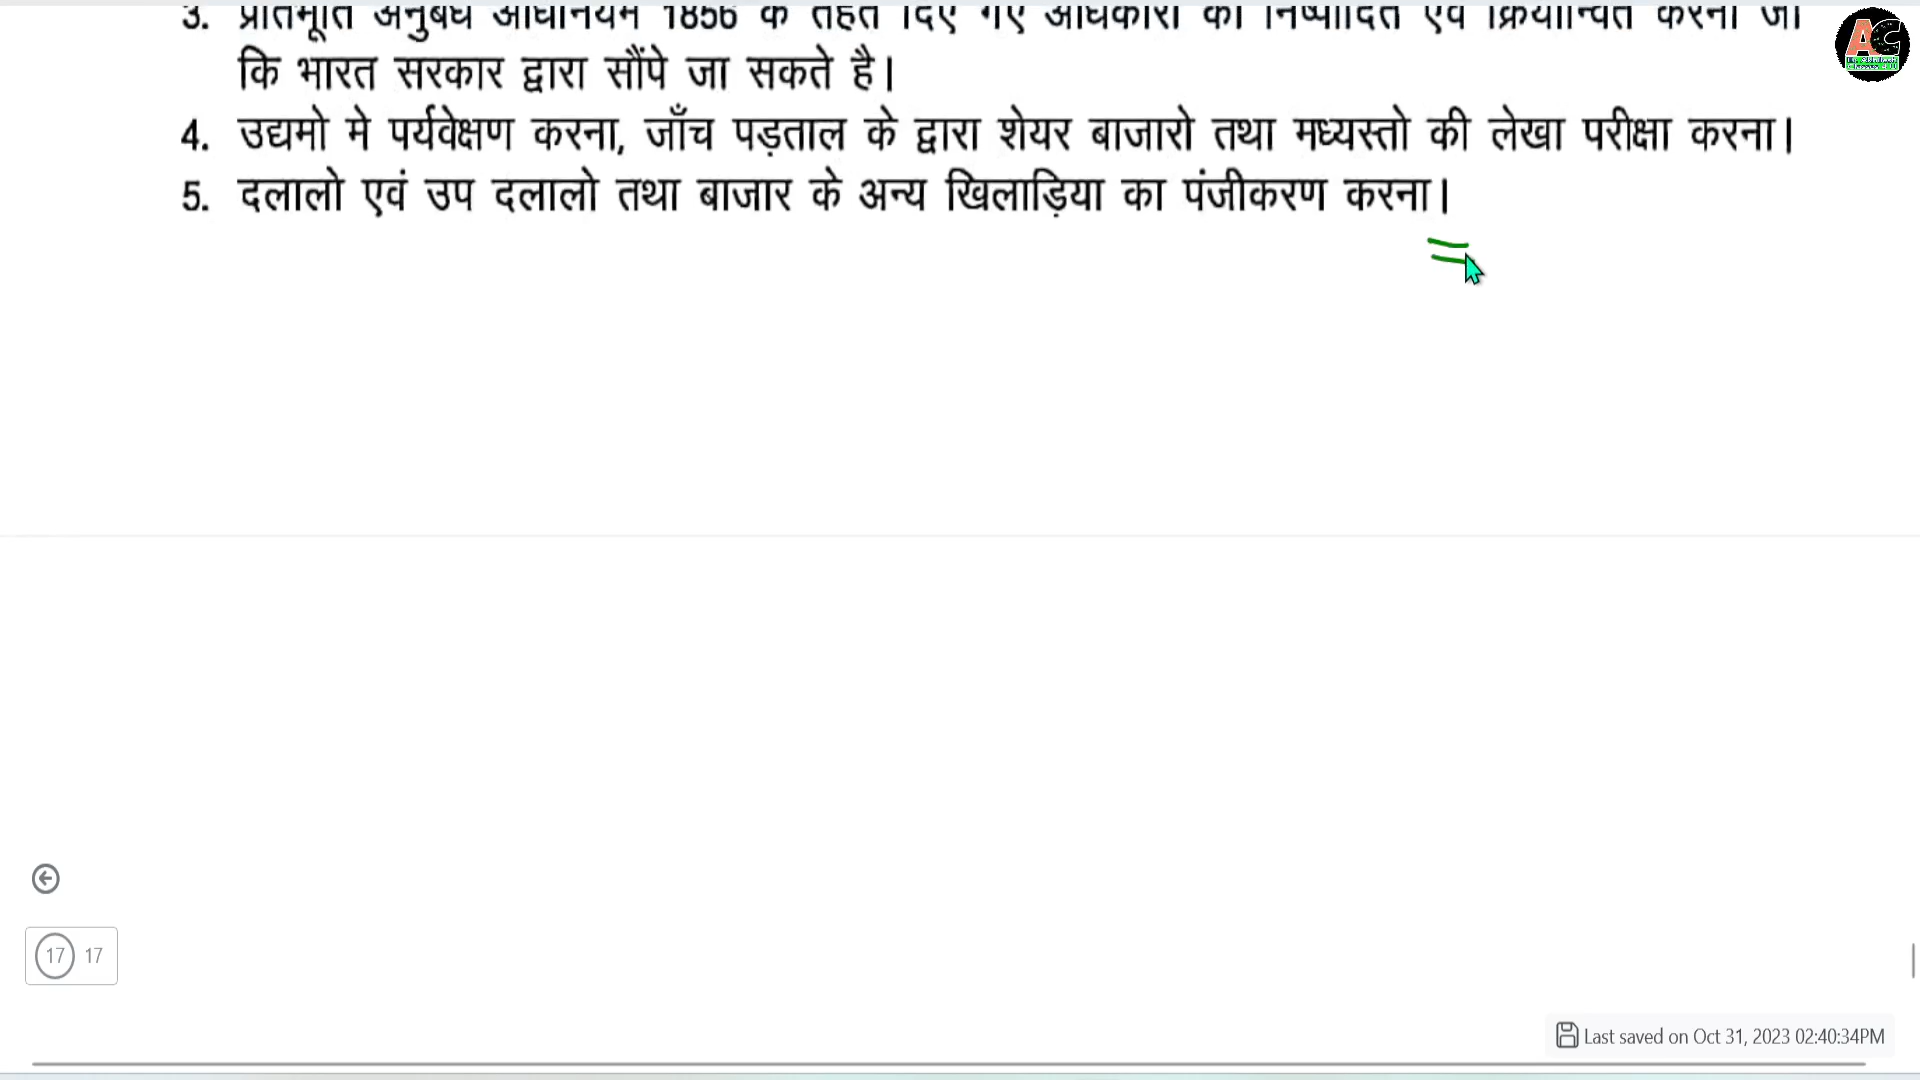 3. प्रतिभूति अनुबंध अधिनियम 1856 के तहत दिए गए अधिकारो को निष्पादित एवं क्रियान्वित करना जो
कि भारत सरकार द्वारा सौंपे जा सकते है।
4. उद्यमो मे पर्यवेक्षण करना, जाँच पड़ताल के द्वारा शेयर बाजारो तथा मध्यस्तो की लेखा परीक्षा करना।
5. दलालो एवं उप दलालो तथा बाजार के अन्य खिलाड़िया का पंजीकरण करना।
AC
17 17
Last saved on Oct 31, 2023 02:40:34PM